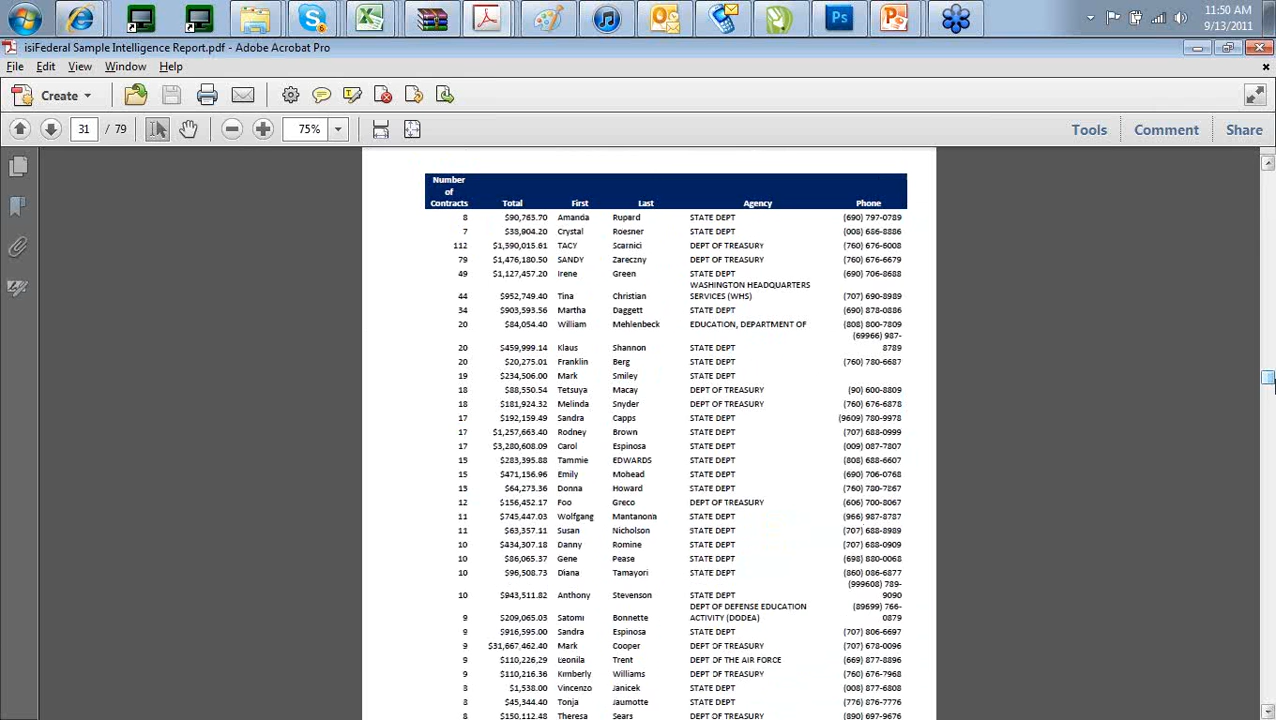 11:50 AM
9/13/2011
isiFederal Sample Intelligence Report.pdf - Adobe Acrobat Pro
File Edit View Window Help
Create
31 / 79 75% Tools Comment Share
Number
of
Contracts Total First Last Agency Phone
8 $90,763.70 Amanda Rupard STATE DEPT (690) 797-0789
7 $38,904.20 Crystal Roesner STATE DEPT (008) 686-8886
112 $1,390,015.61 TACY Scarnici DEPT OF TREASURY (760) 676-6008
79 $1,476,180.50 SANDY Zareczny DEPT OF TREASURY (760) 676-6679
49 $1,127,457.20 Irene Green STATE DEPT (690) 706-8688
WASHINGTON HEADQUARTERS
44 $952,749.40 Tina Christian SERVICES (WHS) (707) 690-8989
34 $903,593.56 Martha Daggett STATE DEPT (690) 878-0886
20 $84,054.40 William Mehlenbeck EDUCATION, DEPARTMENT OF (808) 800-7809
(69966) 987-
20 $459,999.14 Klaus Shannon STATE DEPT 8789
20 $20,275.01 Franklin Berg STATE DEPT (760) 780-6687
19 $234,506.00 Mark Smiley STATE DEPT
18 $88,550.54 Tetsuya Macay DEPT OF TREASURY (90) 600-8809
18 $181,924.32 Melinda Snyder DEPT OF TREASURY (760) 676-6878
17 $192,159.49 Sandra Capps STATE DEPT (9609) 780-9978
17 $1,257,663.40 Rodney Brown STATE DEPT (707) 688-0999
17 $3,280,608.09 Carol Espinosa STATE DEPT (009) 087-7807
15 $283,395.88 Tammie EDWARDS STATE DEPT (808) 688-6607
15 $471,156.96 Emily Mohead STATE DEPT (690) 706-0768
15 $64,273.36 Donna Howard STATE DEPT (760) 780-7867
12 $156,452.17 Foo Greco DEPT OF TREASURY (606) 700-8067
11 $745,447.03 Wolfgang Mantanona STATE DEPT (966) 987-8787
11 $63,357.11 Susan Nicholson STATE DEPT (707) 688-8989
10 $434,307.18 Danny Romine STATE DEPT (707) 688-0909
10 $86,065.37 Gene Pease STATE DEPT (698) 880-0068
10 $96,508.73 Diana Tamayori STATE DEPT (860) 086-6877
(999608) 789-
10 $943,511.82 Anthony Stevenson STATE DEPT 9090
DEPT OF DEFENSE EDUCATION (89699) 766-
9 $209,065.03 Satomi Bonnette ACTIVITY (DODEA) 0879
9 $916,595.00 Sandra Espinosa STATE DEPT (707) 806-6697
9 $31,667,462.40 Mark Cooper DEPT OF TREASURY (707) 678-0096
9 $110,226.29 Leonila Trent DEPT OF THE AIR FORCE (669) 877-8896
9 $110,216.36 Kimberly Williams DEPT OF TREASURY (760) 676-7968
8 $1,538.00 Vincenzo Janicek STATE DEPT (008) 877-6808
8 $45,344.40 Tonja Jaumotte STATE DEPT (776) 876-7776
8 $150,112.48 Theresa Sears DEPT OF TREASURY (890) 697-9676